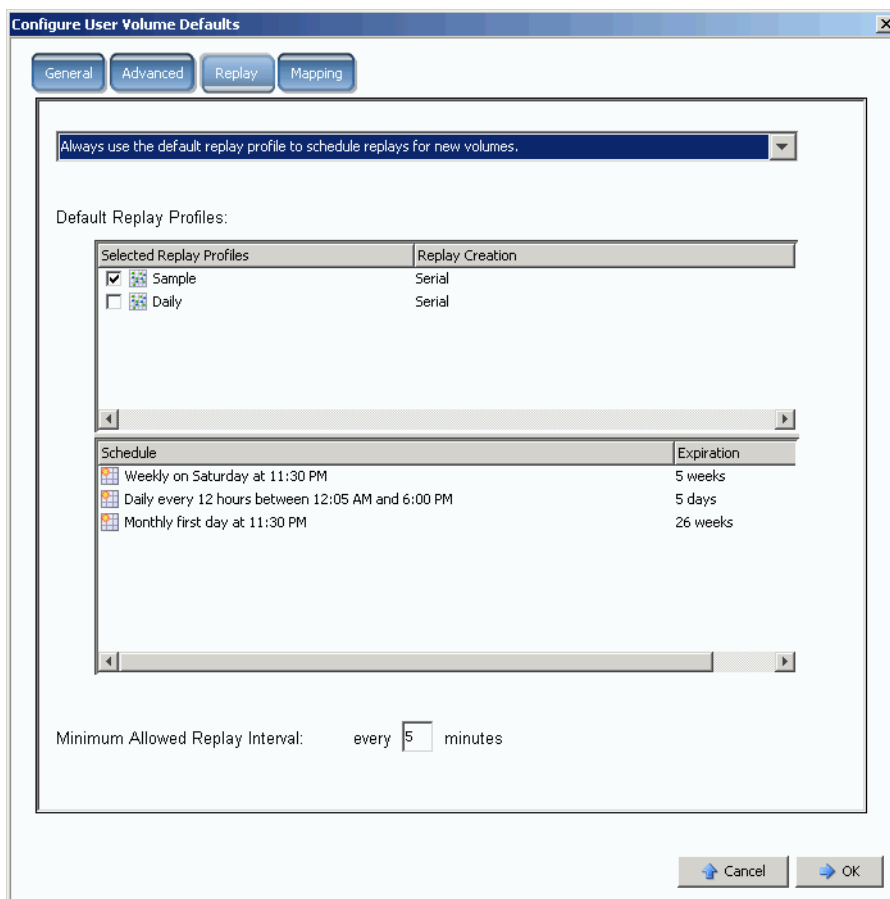 Configure User Volume Defaults
General Advanced Replay Mapping
Always use the default replay profile to schedule replays for new volumes.
Default Replay Profiles:
Selected Replay Profiles Replay Creation
Sample Serial
Daily Serial
Schedule Expiration
Weekly on Saturday at 11:30 PM 5 weeks
Daily every 12 hours between 12:05 AM and 6:00 PM 5 days
Monthly first day at 11:30 PM 26 weeks
Minimum Allowed Replay Interval: every 5 minutes
Cancel OK